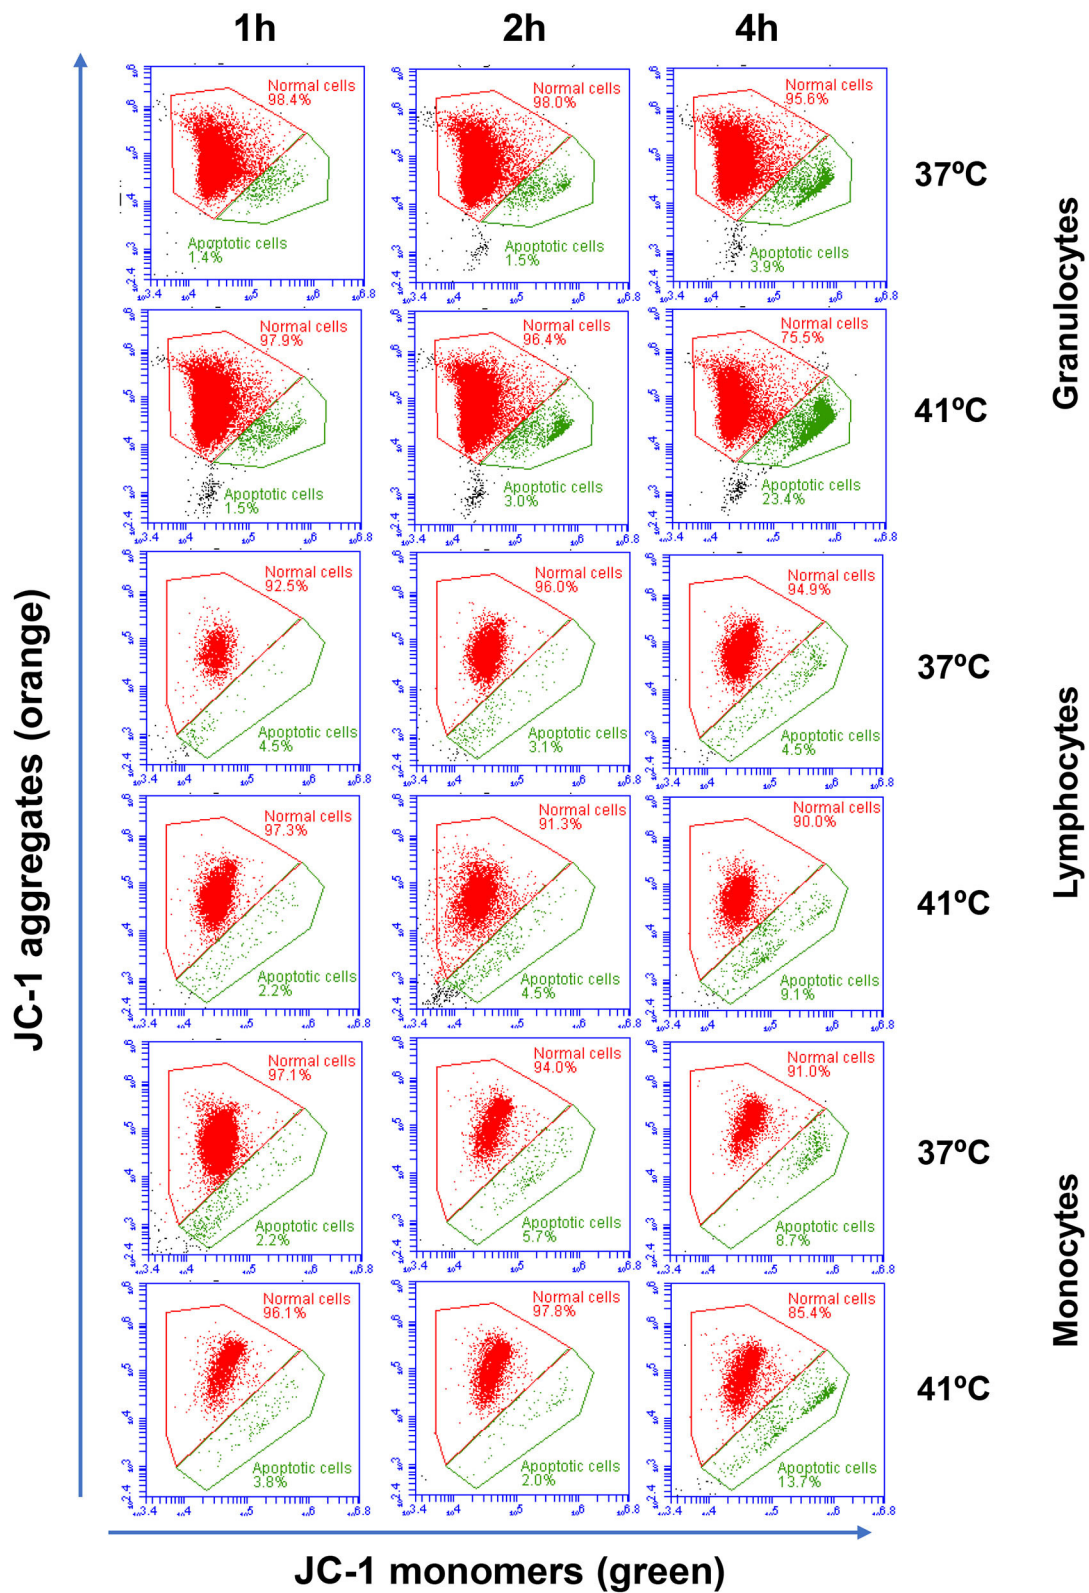 1h 2h 4h
Normal cells
98.4%
Apoptotic cells
1.4%
Normal cells
98.0%
Apoptotic cells
1.5%
Normal cells
95.6%
Apoptotic cells
3.9%
37ºC
Normal cells
97.9%
Apoptotic cells
1.5%
Normal cells
96.4%
Apoptotic cells
3.0%
Normal cells
75.5%
Apoptotic cells
23.4%
41ºC
Granulocytes
Normal cells
92.5%
Apoptotic cells
4.5%
Normal cells
96.0%
Apoptotic cells
3.1%
Normal cells
94.9%
Apoptotic cells
4.5%
37ºC
Normal cells
97.3%
Apoptotic cells
2.2%
Normal cells
91.3%
Apoptotic cells
4.5%
Normal cells
90.0%
Apoptotic cells
9.1%
41ºC
Lymphocytes
Normal cells
97.1%
Apoptotic cells
2.2%
Normal cells
94.0%
Apoptotic cells
5.7%
Normal cells
91.0%
Apoptotic cells
8.7%
37ºC
Normal cells
96.1%
Apoptotic cells
3.8%
Normal cells
97.8%
Apoptotic cells
2.0%
Normal cells
85.4%
Apoptotic cells
13.7%
41ºC
Monocytes
JC-1 aggregates (orange)
JC-1 monomers (green)